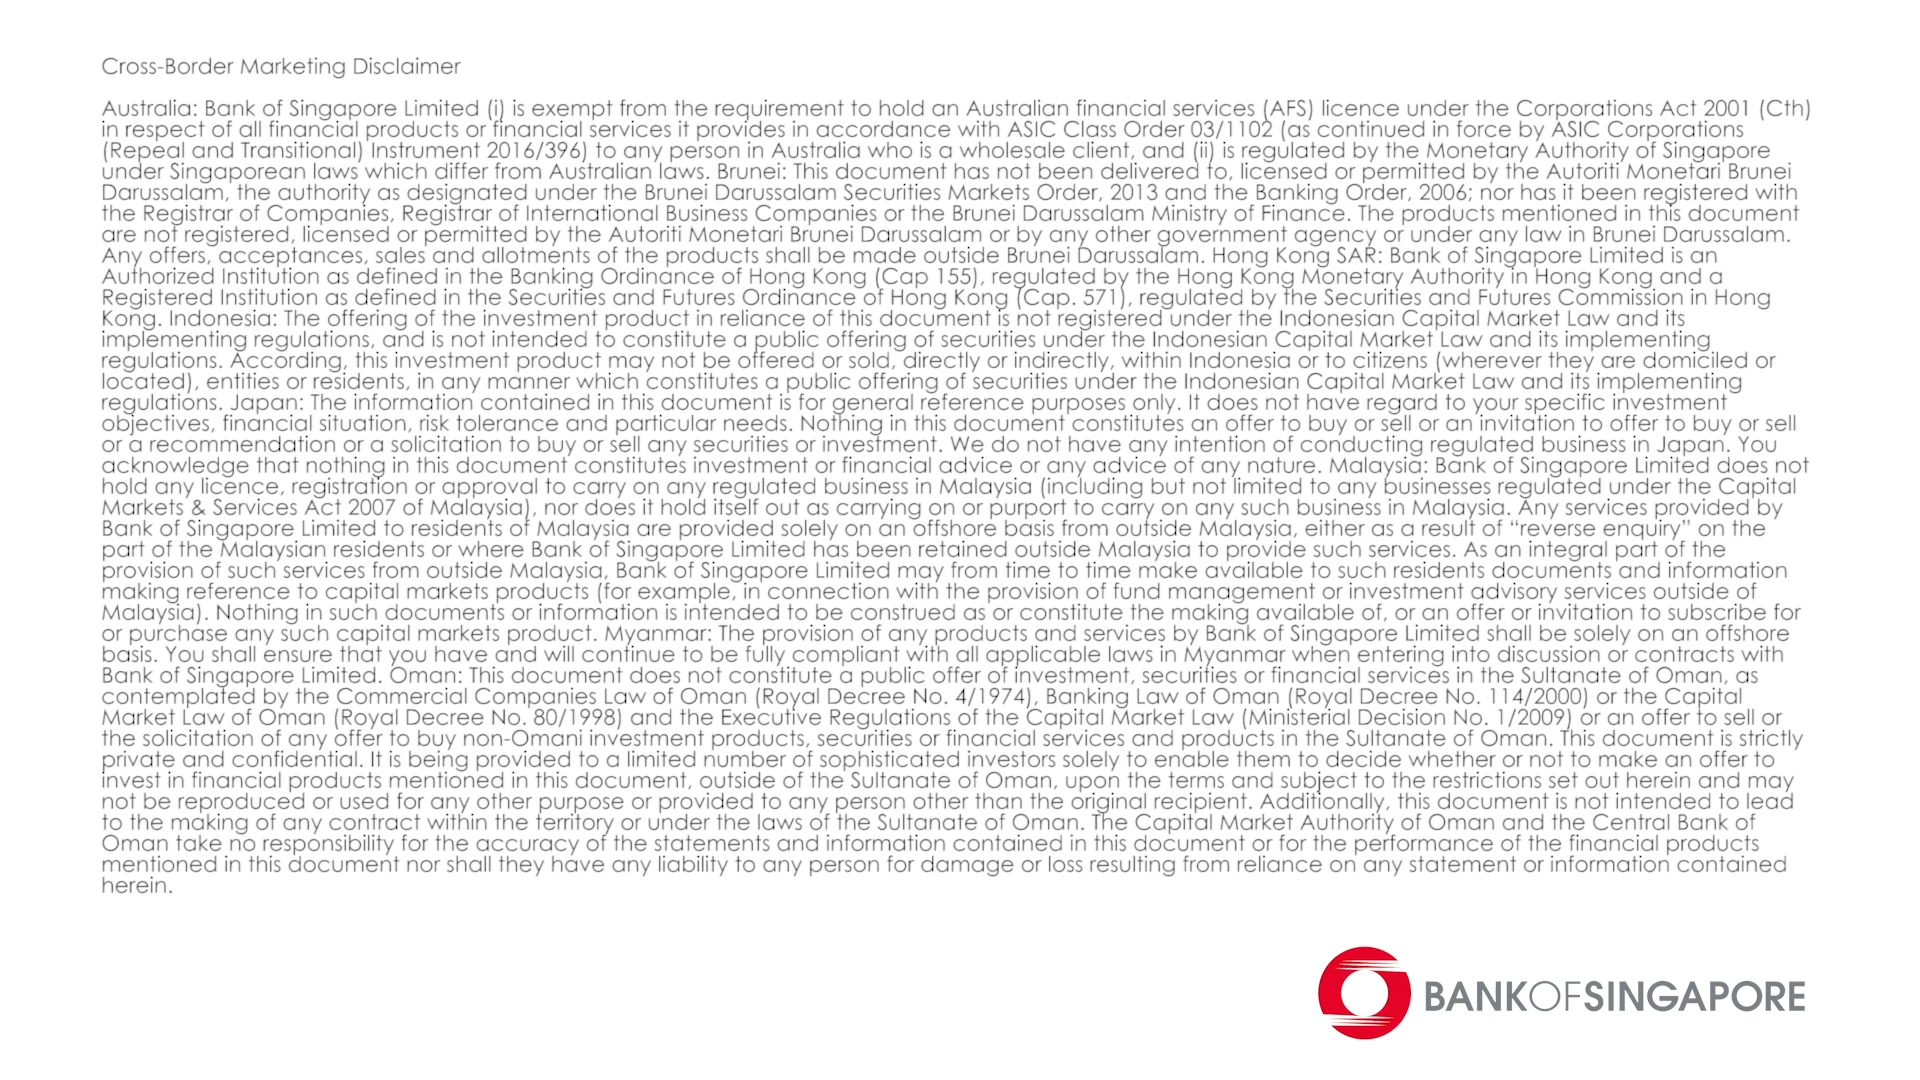 Cross-Border Marketing Disclaimer
Australia: Bank of Singapore Limited (i) is exempt from the requirement to hold an Australian financial services (AFS) licence under the Corporations Act 2001 (Cth)
in respect of all financial products or financial services it provides in accordance with ASIC Class Order 03/1102 (as continued in force by ASIC Corporations
(Repeal and Transitional) Instrument 2016/396) to any person in Australia who is a wholesale client, and (ii) is regulated by the Monetary Authority of Singapore
under Singaporean laws which differ from Australian laws. Brunei: This document has not been delivered to, licensed or permitted by the Autoriti Monetari Brunei
Darussalam, the authority as designated under the Brunei Darussalam Securities Markets Order, 2013 and the Banking Order, 2006; nor has it been registered with
the Registrar of Companies, Registrar of International Business Companies or the Brunei Darussalam Ministry of Finance. The products mentioned in this document
are not registered, licensed or permitted by the Autoriti Monetari Brunei Darussalam or by any other government agency or under any law in Brunei Darussalam.
Any offers, acceptances, sales and allotments of the products shall be made outside Brunei Darussalam. Hong Kong SAR: Bank of Singapore Limited is an
Authorized Institution as defined in the Banking Ordinance of Hong Kong (Cap 155), regulated by the Hong Kong Monetary Authority in Hong Kong and a
Registered Institution as defined in the Securities and Futures Ordinance of Hong Kong (Cap. 571), regulated by the Securities and Futures Commission in Hong
Kong. Indonesia: The offering of the investment product in reliance of this document is not registered under the Indonesian Capital Market Law and its
implementing regulations, and is not intended to constitute a public offering of securities under the Indonesian Capital Market Law and its implementing
regulations. According, this investment product may not be offered or sold, directly or indirectly, within Indonesia or to citizens (wherever they are domiciled or
located), entities or residents, in any manner which constitutes a public offering of securities under the Indonesian Capital Market Law and its implementing
regulations. Japan: The information contained in this document is for general reference purposes only. It does not have regard to your specific investment
objectives, financial situation, risk tolerance and particular needs. Nothing in this document constitutes an offer to buy or sell or an invitation to offer to buy or sell
or a recommendation or a solicitation to buy or sell any securities or investment. We do not have any intention of conducting regulated business in Japan. You
acknowledge that nothing in this document constitutes investment or financial advice or any advice of any nature. Malaysia: Bank of Singapore Limited does not
hold any licence, registration or approval to carry on any regulated business in Malaysia (including but not limited to any businesses regulated under the Capital
Markets & Services Act 2007 of Malaysia), nor does it hold itself out as carrying on or purport to carry on any such business in Malaysia. Any services provided by
Bank of Singapore Limited to residents of Malaysia are provided solely on an offshore basis from outside Malaysia, either as a result of “reverse enquiry” on the
part of the Malaysian residents or where Bank of Singapore Limited has been retained outside Malaysia to provide such services. As an integral part of the
provision of such services from outside Malaysia, Bank of Singapore Limited may from time to time make available to such residents documents and information
making reference to capital markets products (for example, in connection with the provision of fund management or investment advisory services outside of
Malaysia). Nothing in such documents or information is intended to be construed as or constitute the making available of, or an offer or invitation to subscribe for
or purchase any such capital markets product. Myanmar: The provision of any products and services by Bank of Singapore Limited shall be solely on an offshore
basis. You shall ensure that you have and will continue to be fully compliant with all applicable laws in Myanmar when entering into discussion or contracts with
Bank of Singapore Limited. Oman: This document does not constitute a public offer of investment, securities or financial services in the Sultanate of Oman, as
contemplated by the Commercial Companies Law of Oman (Royal Decree No. 4/1974), Banking Law of Oman (Royal Decree No. 114/2000) or the Capital
Market Law of Oman (Royal Decree No. 80/1998) and the Executive Regulations of the Capital Market Law (Ministerial Decision No. 1/2009) or an offer to sell or
the solicitation of any offer to buy non-Omani investment products, securities or financial services and products in the Sultanate of Oman. This document is strictly
private and confidential. It is being provided to a limited number of sophisticated investors solely to enable them to decide whether or not to make an offer to
invest in financial products mentioned in this document, outside of the Sultanate of Oman, upon the terms and subject to the restrictions set out herein and may
not be reproduced or used for any other purpose or provided to any person other than the original recipient. Additionally, this document is not intended to lead
to the making of any contract within the territory or under the laws of the Sultanate of Oman. The Capital Market Authority of Oman and the Central Bank of
Oman take no responsibility for the accuracy of the statements and information contained in this document or for the performance of the financial products
mentioned in this document nor shall they have any liability to any person for damage or loss resulting from reliance on any statement or information contained
herein.
BANKOFSINGAPORE